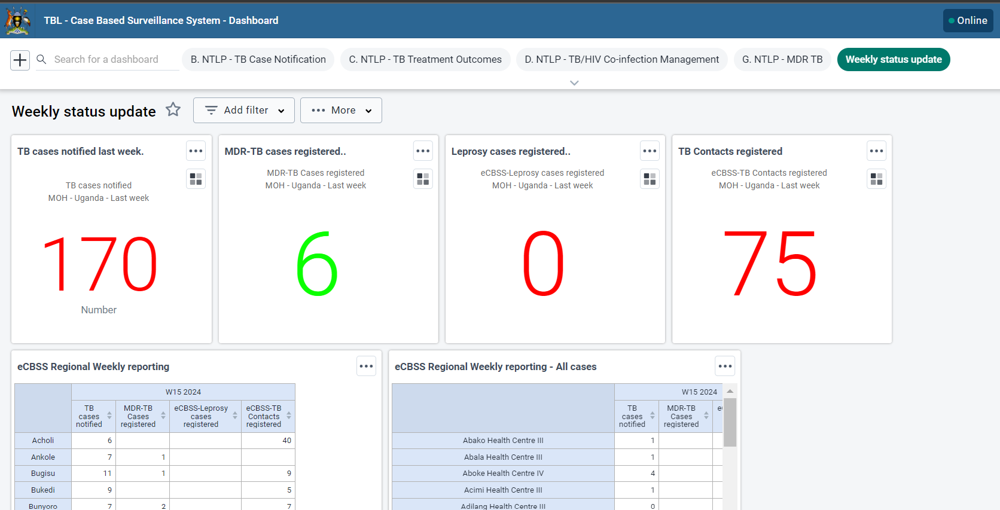 TBL - Case Based Surveillance System - Dashboard
Online
Search for a dashboard
B. NTLP - TB Case Notification
C. NTLP - TB Treatment Outcomes
D. NTLP - TB/HIV Co-infection Management
G. NTLP - MDR TB
Weekly status update
Weekly status update
Add filter
More
TB cases notified last week.
TB cases notified
MOH - Uganda - Last week
170
Number
MDR-TB cases registered..
MDR-TB Cases registered
MOH - Uganda - Last week
6
Leprosy cases registered..
eCBSS-Leprosy cases registered
MOH - Uganda - Last week
0
TB Contacts registered
eCBSS-TB Contacts registered
MOH - Uganda - Last week
75
eCBSS Regional Weekly reporting
W15 2024
TB cases notified
MDR-TB Cases registered
eCBSS-Leprosy cases registered
eCBSS-TB Contacts registered
Acholi 6 40
Ankole 7 1
Bugisu 11 1 9
Bukedi 9 5
Bunyoro 7 2 7
eCBSS Regional Weekly reporting - All cases
W15 2024
TB cases notified
MDR-TB Cases registered
Abako Health Centre III 1
Abala Health Centre III 1
Aboke Health Centre IV 4
Acimi Health Centre III 1
Adilang Health Centre III 0